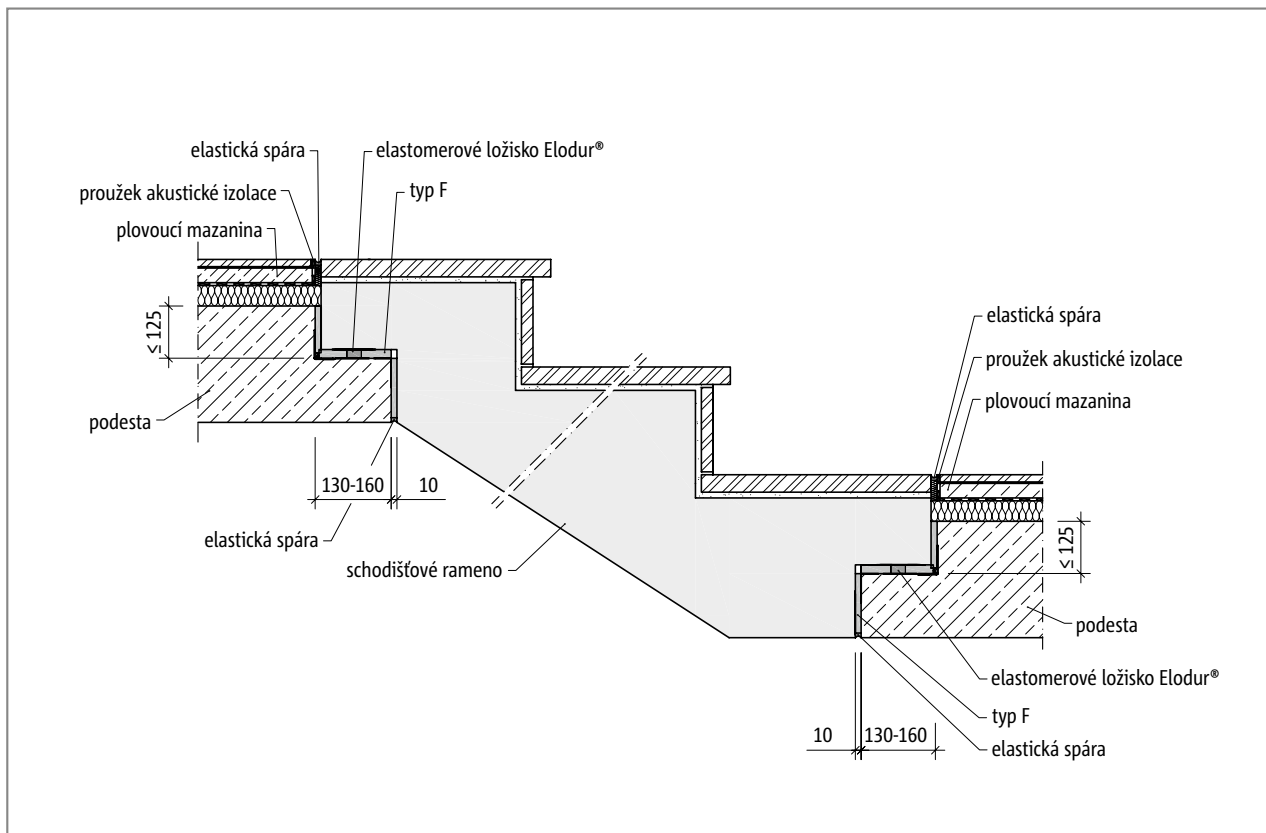 elastická spára
elastomerové ložisko Elodur®
proužek akustické izolace
typ F
plovoucí mazanina
≤ 125
podesta
130-160
10
elastická spára
schodišťové rameno
elastická spára
proužek akustické izolace
plovoucí mazanina
≤ 125
podesta
elastomerové ložisko Elodur®
typ F
10
130-160
elastická spára